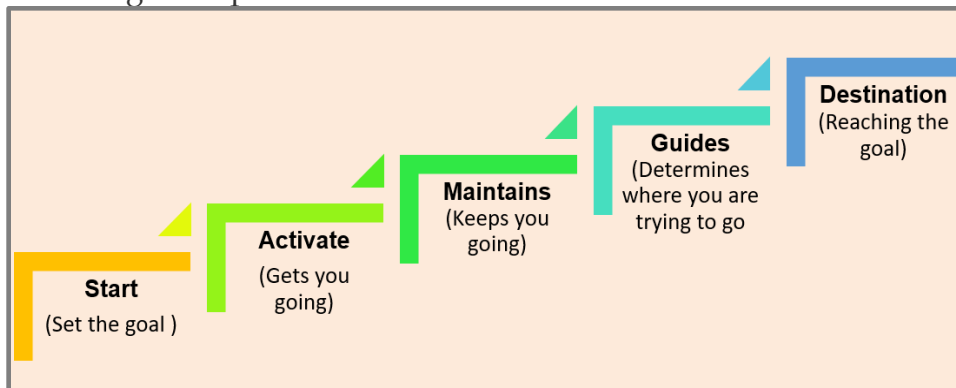 Start
(Set the goal )
Activate
(Gets you
going)
Maintains
(Keeps you
going)
Guides
(Determines
where you are
trying to go
Destination
(Reaching the
goal)